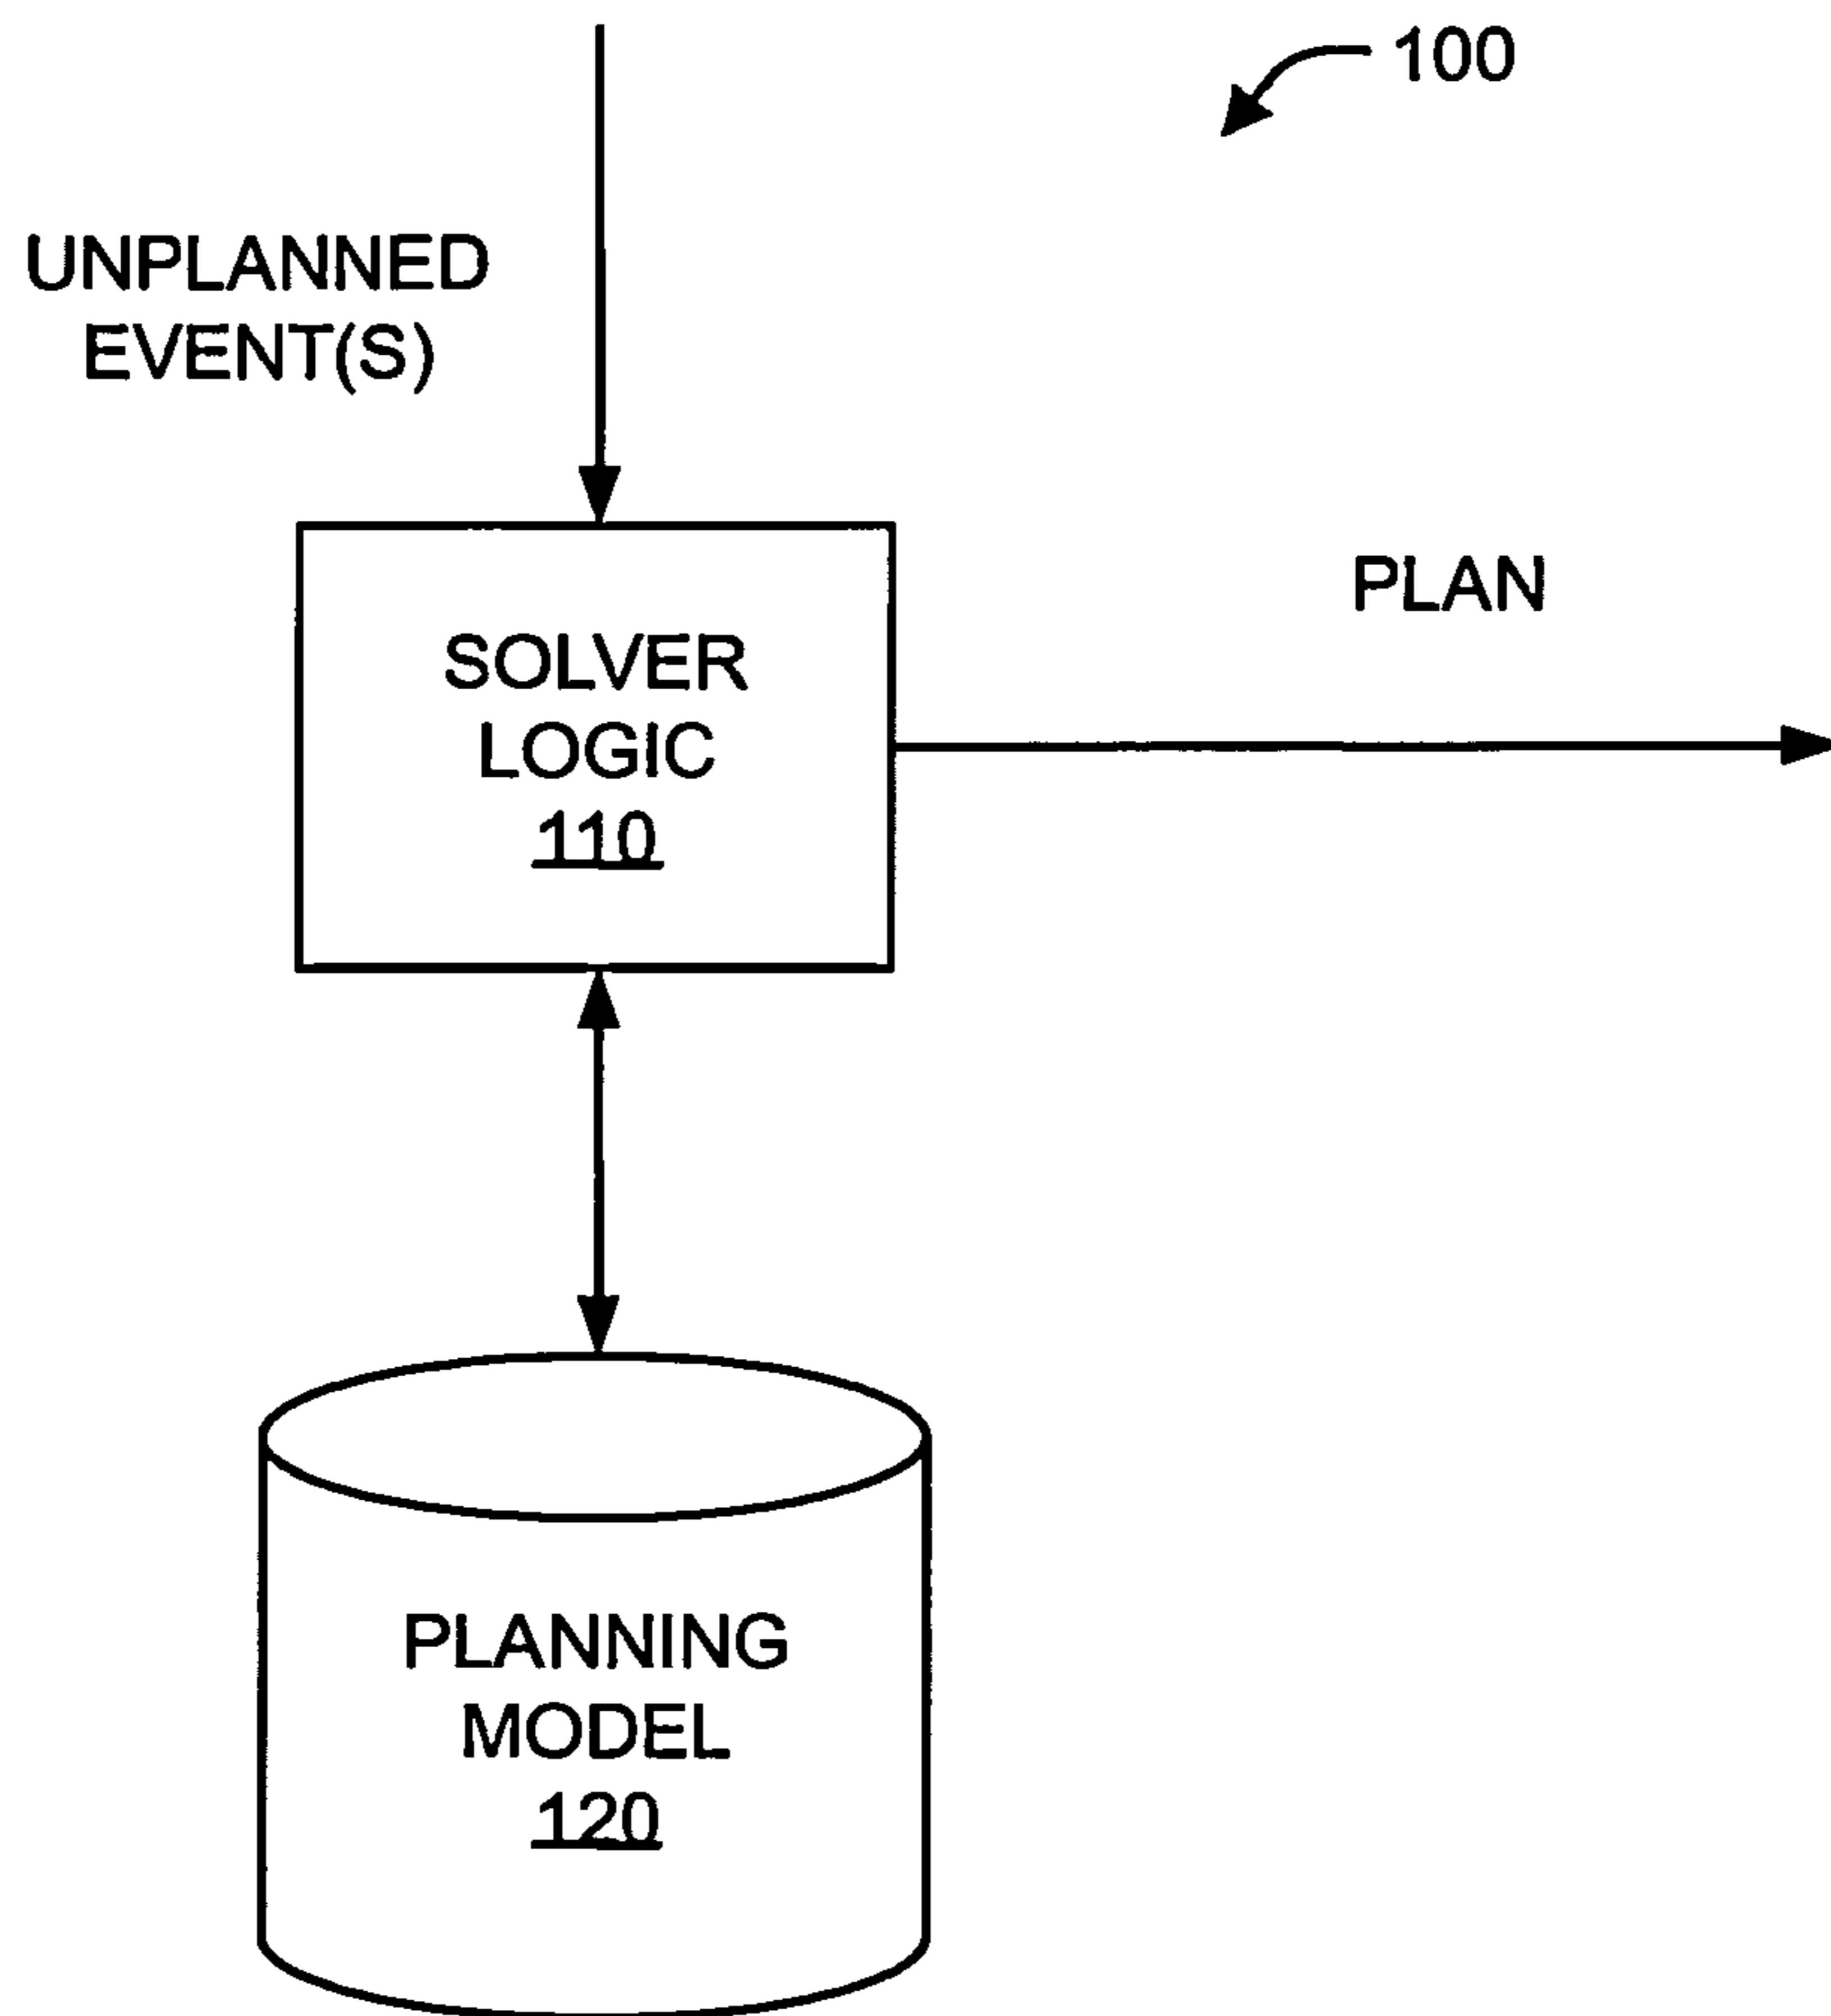 100
UNPLANNED
EVENT(S)
PLAN
SOLVER
LOGIC
110
PLANNING
MODEL
120